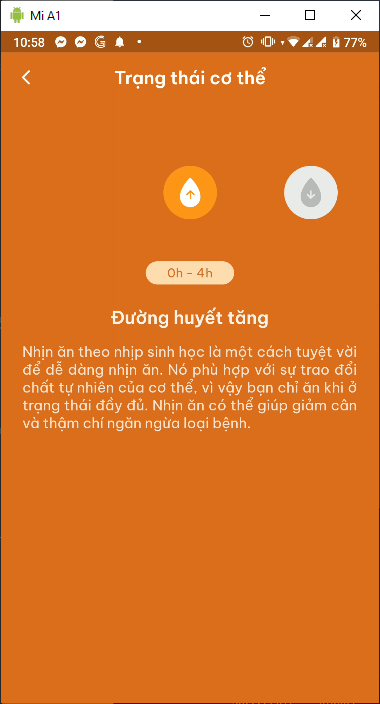 Mi A1
10:58
77%
Trạng thái cơ thể
0h - 4h
Đường huyết tăng
Nhịn ăn theo nhịp sinh học là một cách tuyệt vời
để dễ dàng nhịn ăn. Nó phù hợp với sự trao đổi
chất tự nhiên của cơ thể, vì vậy bạn chỉ ăn khi ở
trạng thái đầy đủ. Nhịn ăn có thể giúp giảm cân
và thậm chí ngăn ngừa loại bệnh.